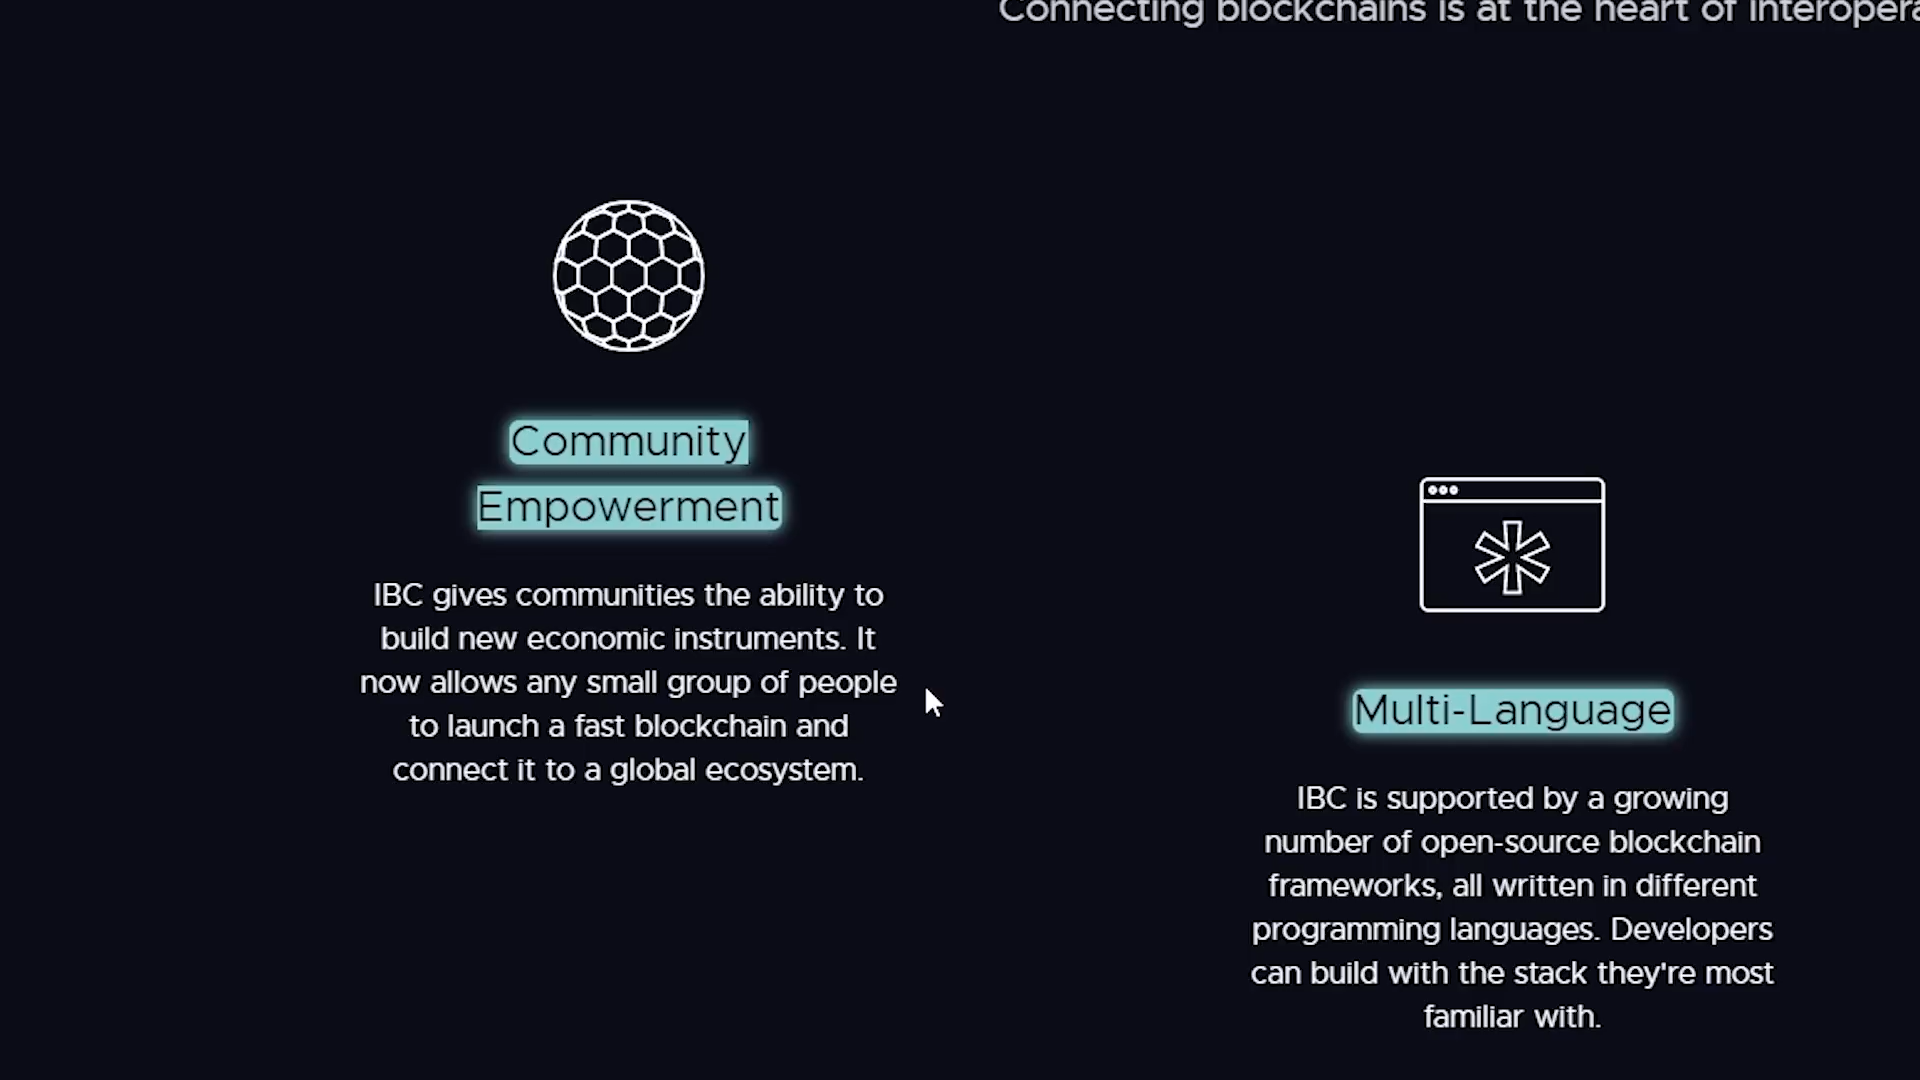 Connecting blockchains is at the heart of
Community
Empowerment
IBC gives communities the ability to
build new economic instruments. It
now allows any small group of people
to launch a fast blockchain and
connect it to a global ecosystem.
Multi-Language
IBC is supported by a growing
number of open-source blockchain
frameworks, all written in different
programming languages. Developers
can build with the stack they're most
familiar with.